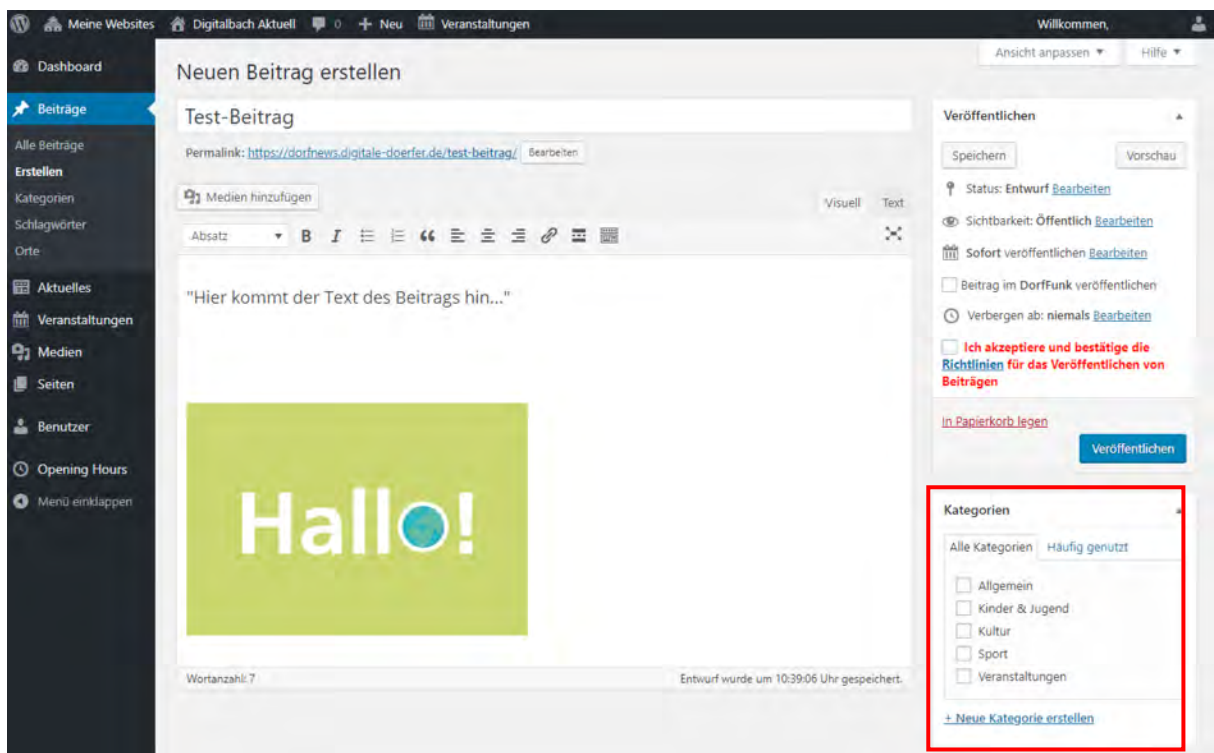 Meine Websites Digitalbach Aktuell 0 + Neu Veranstaltungen Willkommen,
Ansicht anpassen ▼ Hilfe ▼
Dashboard
Beiträge
Alle Beiträge
Erstellen
Kategorien
Schlagwörter
Orte
Aktuelles
Veranstaltungen
Medien
Seiten
Benutzer
Opening Hours
Menü einklappen
Neuen Beitrag erstellen
Test-Beitrag
Permalink: https://dorfnews.digitale-doerfer.de/test-beitrag/ Bearbeiten
Medien hinzufügen
Visuell Text
Absatz ▼ B I
"Hier kommt der Text des Beitrags hin..."
Hallo!
Wortanzahl: 7 Entwurf wurde um 10:39:06 Uhr gespeichert.
Veröffentlichen
Speichern Vorschau
Status: Entwurf Bearbeiten
Sichtbarkeit: Öffentlich Bearbeiten
Sofort veröffentlichen Bearbeiten
Beitrag im DorfFunk veröffentlichen
Verbergen ab: niemals Bearbeiten
Ich akzeptiere und bestätige die
Richtlinien für das Veröffentlichen von
Beiträgen
In Papierkorb legen
Veröffentlichen
Kategorien
Alle Kategorien Häufig genutzt
Allgemein
Kinder & Jugend
Kultur
Sport
Veranstaltungen
+ Neue Kategorie erstellen